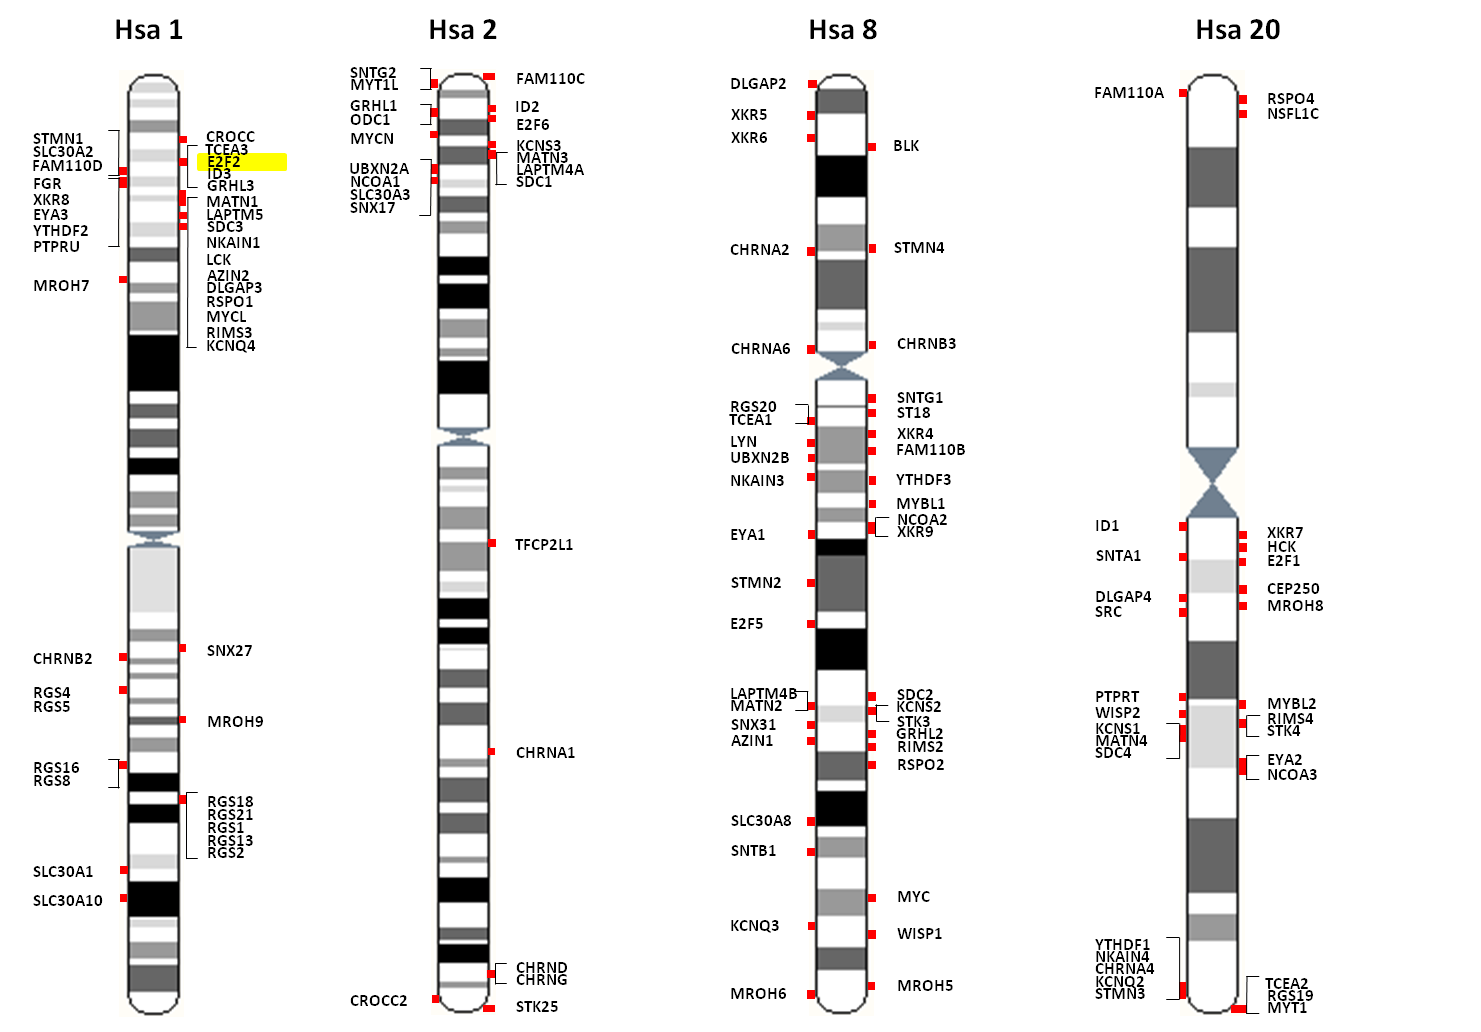 Hsa 1
STMN1
SLC30A2
FAM110D
FGR
XKR8
EYA3
YTHDF2
PTPRU
MROH7
CHRNB2
RGS4
RGS5
RGS16
RGS8
SLC30A1
SLC30A10
CROCC
TCEA3
E2F2
ID3
GRHL3
MATN1
LAPTM5
SDC3
NKAIN1
LCK
AZIN2
DLGAP3
RSPO1
MYCL
RIMS3
KCNQ4
SNX27
MROH9
RGS18
RGS21
RGS1
RGS13
RGS2
Hsa 2
SNTG2
MYT1L
GRHL1
ODC1
MYCN
UBXN2A
NCOA1
SLC30A3
SNX17
CROCC2
FAM110C
ID2
E2F6
KCNS3
MATN3
LAPTM4A
SDC1
TFCP2L1
CHRNA1
CHRND
CHRNG
STK25
Hsa 8
DLGAP2
XKR5
XKR6
CHRNA2
CHRNA6
RGS20
TCEA1
LYN
UBXN2B
NKAIN3
EYA1
STMN2
E2F5
LAPTM4B
MATN2
SNX31
AZIN1
SLC30A8
SNTB1
KCNQ3
MROH6
BLK
STMN4
CHRNB3
SNTG1
ST18
XKR4
FAM110B
YTHDF3
MYBL1
NCOA2
XKR9
SDC2
KCNS2
STK3
GRHL2
RIMS2
RSPO2
MYC
WISP1
MROH5
Hsa 20
FAM110A
ID1
SNTA1
DLGAP4
SRC
PTPRT
WISP2
KCNS1
MATN4
SDC4
YTHDF1
NKAIN4
CHRNA4
KCNQ2
STMN3
RSPO4
NSFL1C
XKR7
HCK
E2F1
CEP250
MROH8
MYBL2
RIMS4
STK4
EYA2
NCOA3
TCEA2
RGS19
MYT1